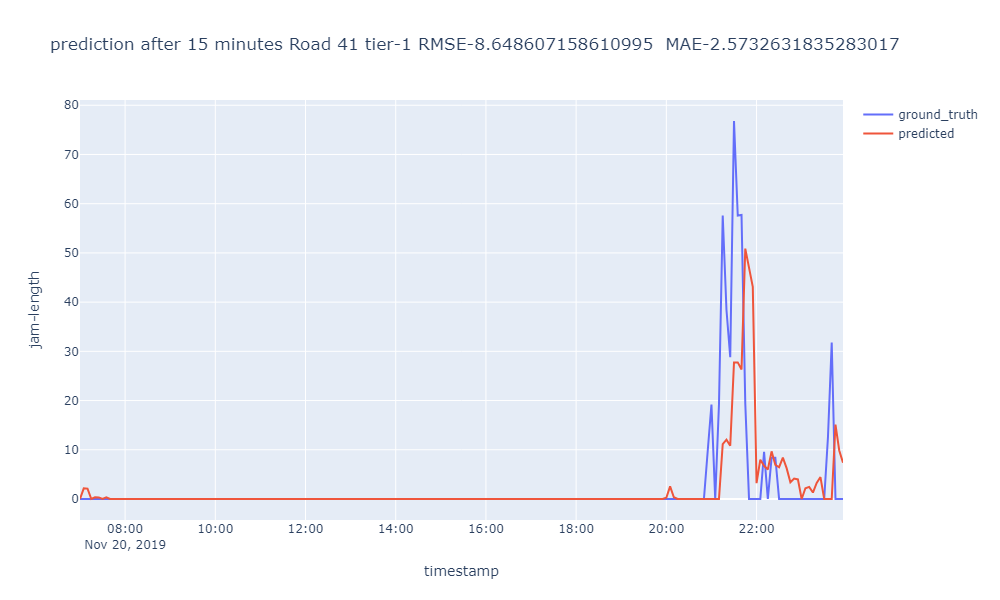 prediction after 15 minutes Road 41 tier-1 RMSE-8.648607158610995  MAE-2.5732631835283017
ground_truth
predicted
80
70
60
50
40
30
20
10
0
jam-length
08:00 10:00 12:00 14:00 16:00 18:00 20:00 22:00
Nov 20, 2019
timestamp